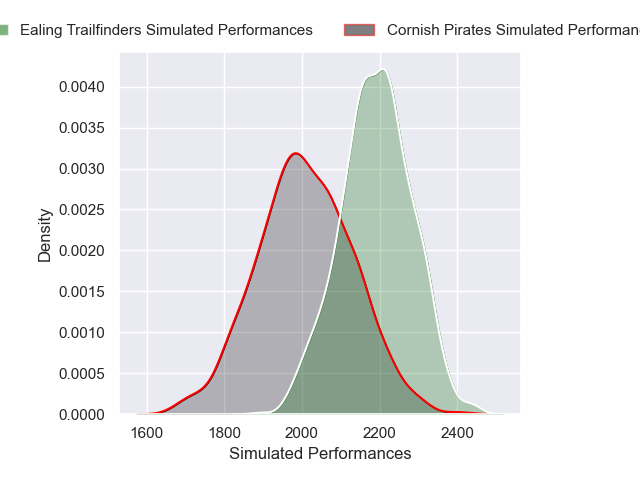 Ealing Trailfinders Simulated Performances
Cornish Pirates Simulated Performan
0.0040
0.0035
0.0030
0.0025
0.0020
0.0015
0.0010
0.0005
0.0000
Density
1600 1800 2000 2200 2400
Simulated Performances